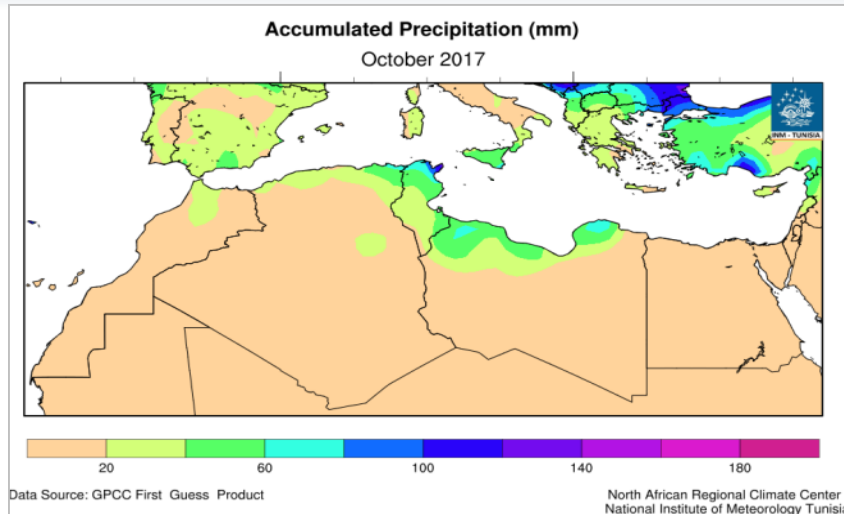 Accumulated Precipitation (mm)
October 2017
INM - TUNISIA
20 60 100 140 180
Data Source: GPCC First Guess Product
North African Regional Climate Center
National Institute of Meteorology Tunisia